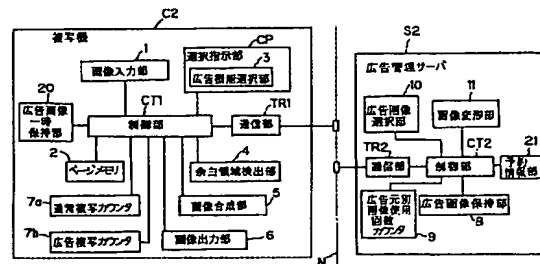 C2
複写機
1
画像入力部
選択指示部
CP
3
広告個所選択部
20
広告画像一時保持部
CT1
制御部
TR1
通信部
2
ページメモリ
4
余白領域検出部
7a
通常複写カウンタ
5
画像合成部
7b
広告複写カウンタ
画像出力部
6
N
S2
広告管理サーバ
10
広告画像選択部
11
画像変形部
TR2
通信部
CT2
制御部
21
情報部
広告元別画像使用回数カウンタ
9
広告画像保持部
8